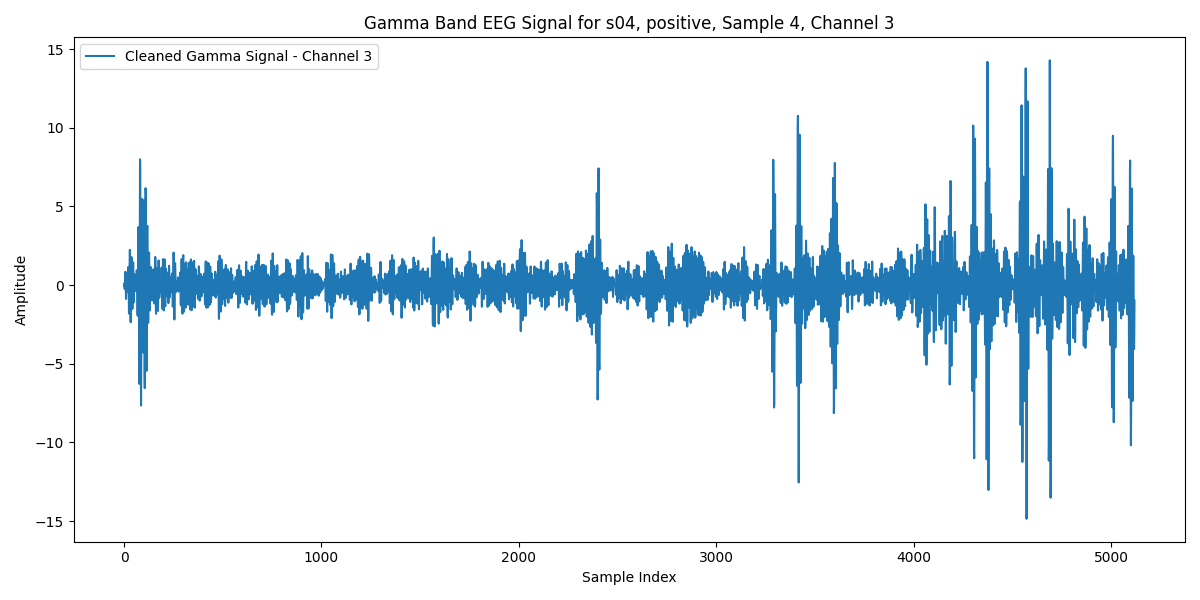 Gamma Band EEG Signal for s04, positive, Sample 4, Channel 3
Cleaned Gamma Signal - Channel 3
Amplitude
15
10
5
0
−5
−10
−15
0 1000 2000 3000 4000 5000
Sample Index